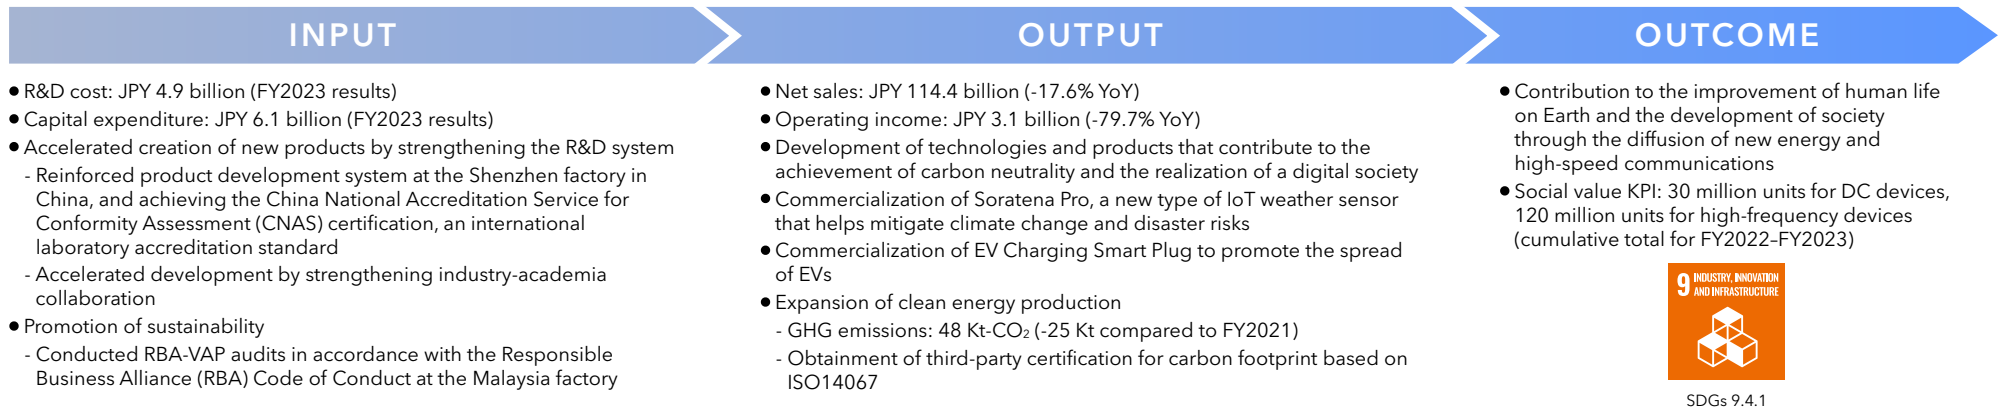 INPUT
● R&D cost: JPY 4.9 billion (FY2023 results)
● Capital expenditure: JPY 6.1 billion (FY2023 results)
● Accelerated creation of new products by strengthening the R&D system
- Reinforced product development system at the Shenzhen factory in
China, and achieving the China National Accreditation Service for
Conformity Assessment (CNAS) certification, an international
laboratory accreditation standard
- Accelerated development by strengthening industry-academia
collaboration
● Promotion of sustainability
- Conducted RBA-VAP audits in accordance with the Responsible
Business Alliance (RBA) Code of Conduct at the Malaysia factory
OUTPUT
● Net sales: JPY 114.4 billion (-17.6% YoY)
● Operating income: JPY 3.1 billion (-79.7% YoY)
● Development of technologies and products that contribute to the
achievement of carbon neutrality and the realization of a digital society
● Commercialization of Soratena Pro, a new type of IoT weather sensor
that helps mitigate climate change and disaster risks
● Commercialization of EV Charging Smart Plug to promote the spread
of EVs
● Expansion of clean energy production
- GHG emissions: 48 Kt-CO₂ (-25 Kt compared to FY2021)
- Obtainment of third-party certification for carbon footprint based on
ISO14067
OUTCOME
● Contribution to the improvement of human life
on Earth and the development of society
through the diffusion of new energy and
high-speed communications
● Social value KPI: 30 million units for DC devices,
120 million units for high-frequency devices
(cumulative total for FY2022–FY2023)
9 INDUSTRY, INNOVATION
AND INFRASTRUCTURE
SDGs 9.4.1